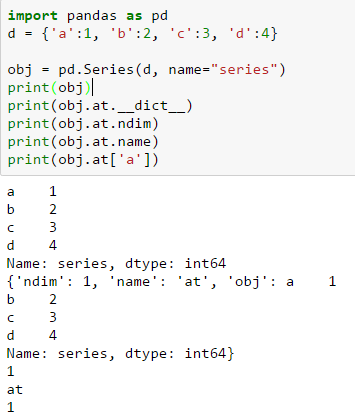 import pandas as pd
d = {'a':1, 'b':2, 'c':3, 'd':4}
obj = pd.Series(d, name="series")
print(obj)
print(obj.at.__dict__)
print(obj.at.ndim)
print(obj.at.name)
print(obj.at['a'])
a    1
b    2
c    3
d    4
Name: series, dtype: int64
{'ndim': 1, 'name': 'at', 'obj': a    1
b    2
c    3
d    4
Name: series, dtype: int64}
1
at
1